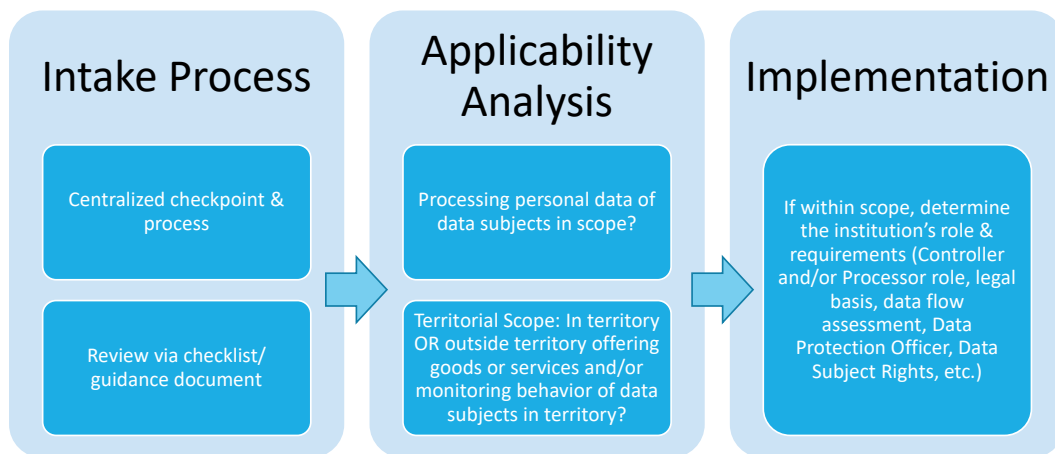 Intake Process
Centralized checkpoint &
process
Review via checklist/
guidance document
Applicability
Analysis
Processing personal data of
data subjects in scope?
Territorial Scope: In territory
OR outside territory offering
goods or services and/or
monitoring behavior of data
subjects in territory?
Implementation
If within scope, determine
the institution’s role &
requirements (Controller
and/or Processor role, legal
basis, data flow
assessment, Data
Protection Officer, Data
Subject Rights, etc.)